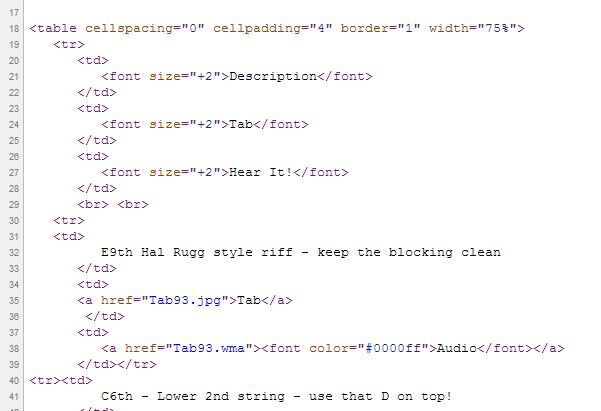 17
18 <table cellspacing="0" cellpadding="4" border="1" width="75%">
19 <tr>
20 <td>
21 <font size="+2">Description</font>
22 </td>
23 <td>
24 <font size="+2">Tab</font>
25 </td>
26 <td>
27 <font size="+2">Hear It!</font>
28 </td>
29 <br> <br>
30 <tr>
31 <td>
32 E9th Hal Rugg style riff - keep the blocking clean
33 </td>
34 <td>
35 <a href="Tab93.jpg">Tab</a>
36 </td>
37 <td>
38 <a href="Tab93.wma"><font color="#0000ff">Audio</font></a>
39 </td></tr>
40 <tr><td>
41 C6th - Lower 2nd string - use that D on top!